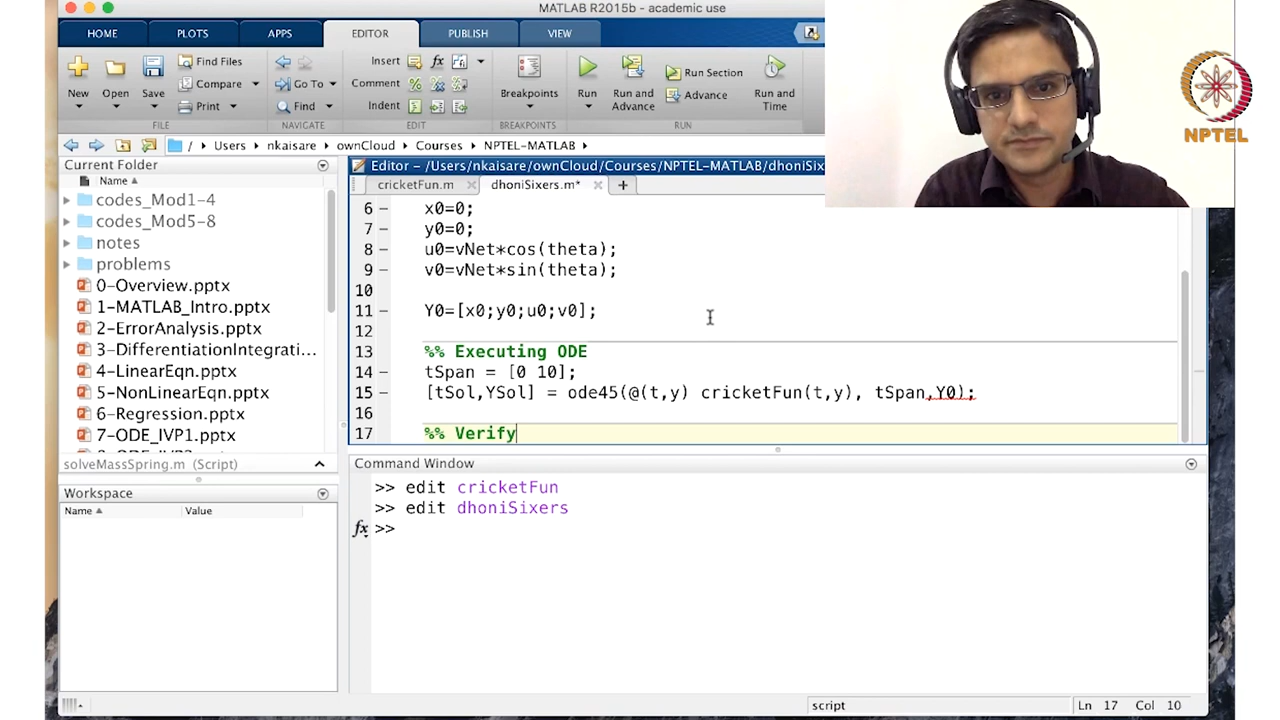 MATLAB R2015b - academic use
HOME PLOTS APPS EDITOR PUBLISH VIEW
New Open Save Find Files Compare Print
Go To Find
Insert fx
Comment
Indent
Breakpoints
Run Run and Advance Run Section Advance Run and Time
FILE NAVIGATE EDIT BREAKPOINTS RUN
/ Users nkaisare ownCloud Courses NPTEL-MATLAB
NPTEL
Current Folder
Name
codes_Mod1-4
codes_Mod5-8
notes
problems
0-Overview.pptx
1-MATLAB_Intro.pptx
2-ErrorAnalysis.pptx
3-DifferentiationIntegrati...
4-LinearEqn.pptx
5-NonLinearEqn.pptx
6-Regression.pptx
7-ODE_IVP1.pptx
solveMassSpring.m (Script)
Workspace
Name Value
Editor - /Users/nkaisare/ownCloud/Courses/NPTEL-MATLAB/dhoniSix
cricketFun.m dhoniSixers.m*
6 x0=0;
7 y0=0;
8 u0=vNet*cos(theta);
9 v0=vNet*sin(theta);
10
11 Y0=[x0;y0;u0;v0];
12
13 %% Executing ODE
14 tSpan = [0 10];
15 [tSol,YSol] = ode45(@(t,y) cricketFun(t,y), tSpan,Y0);
16
17 %% Verify
Command Window
>> edit cricketFun
>> edit dhoniSixers
fx >>
script Ln 17 Col 10